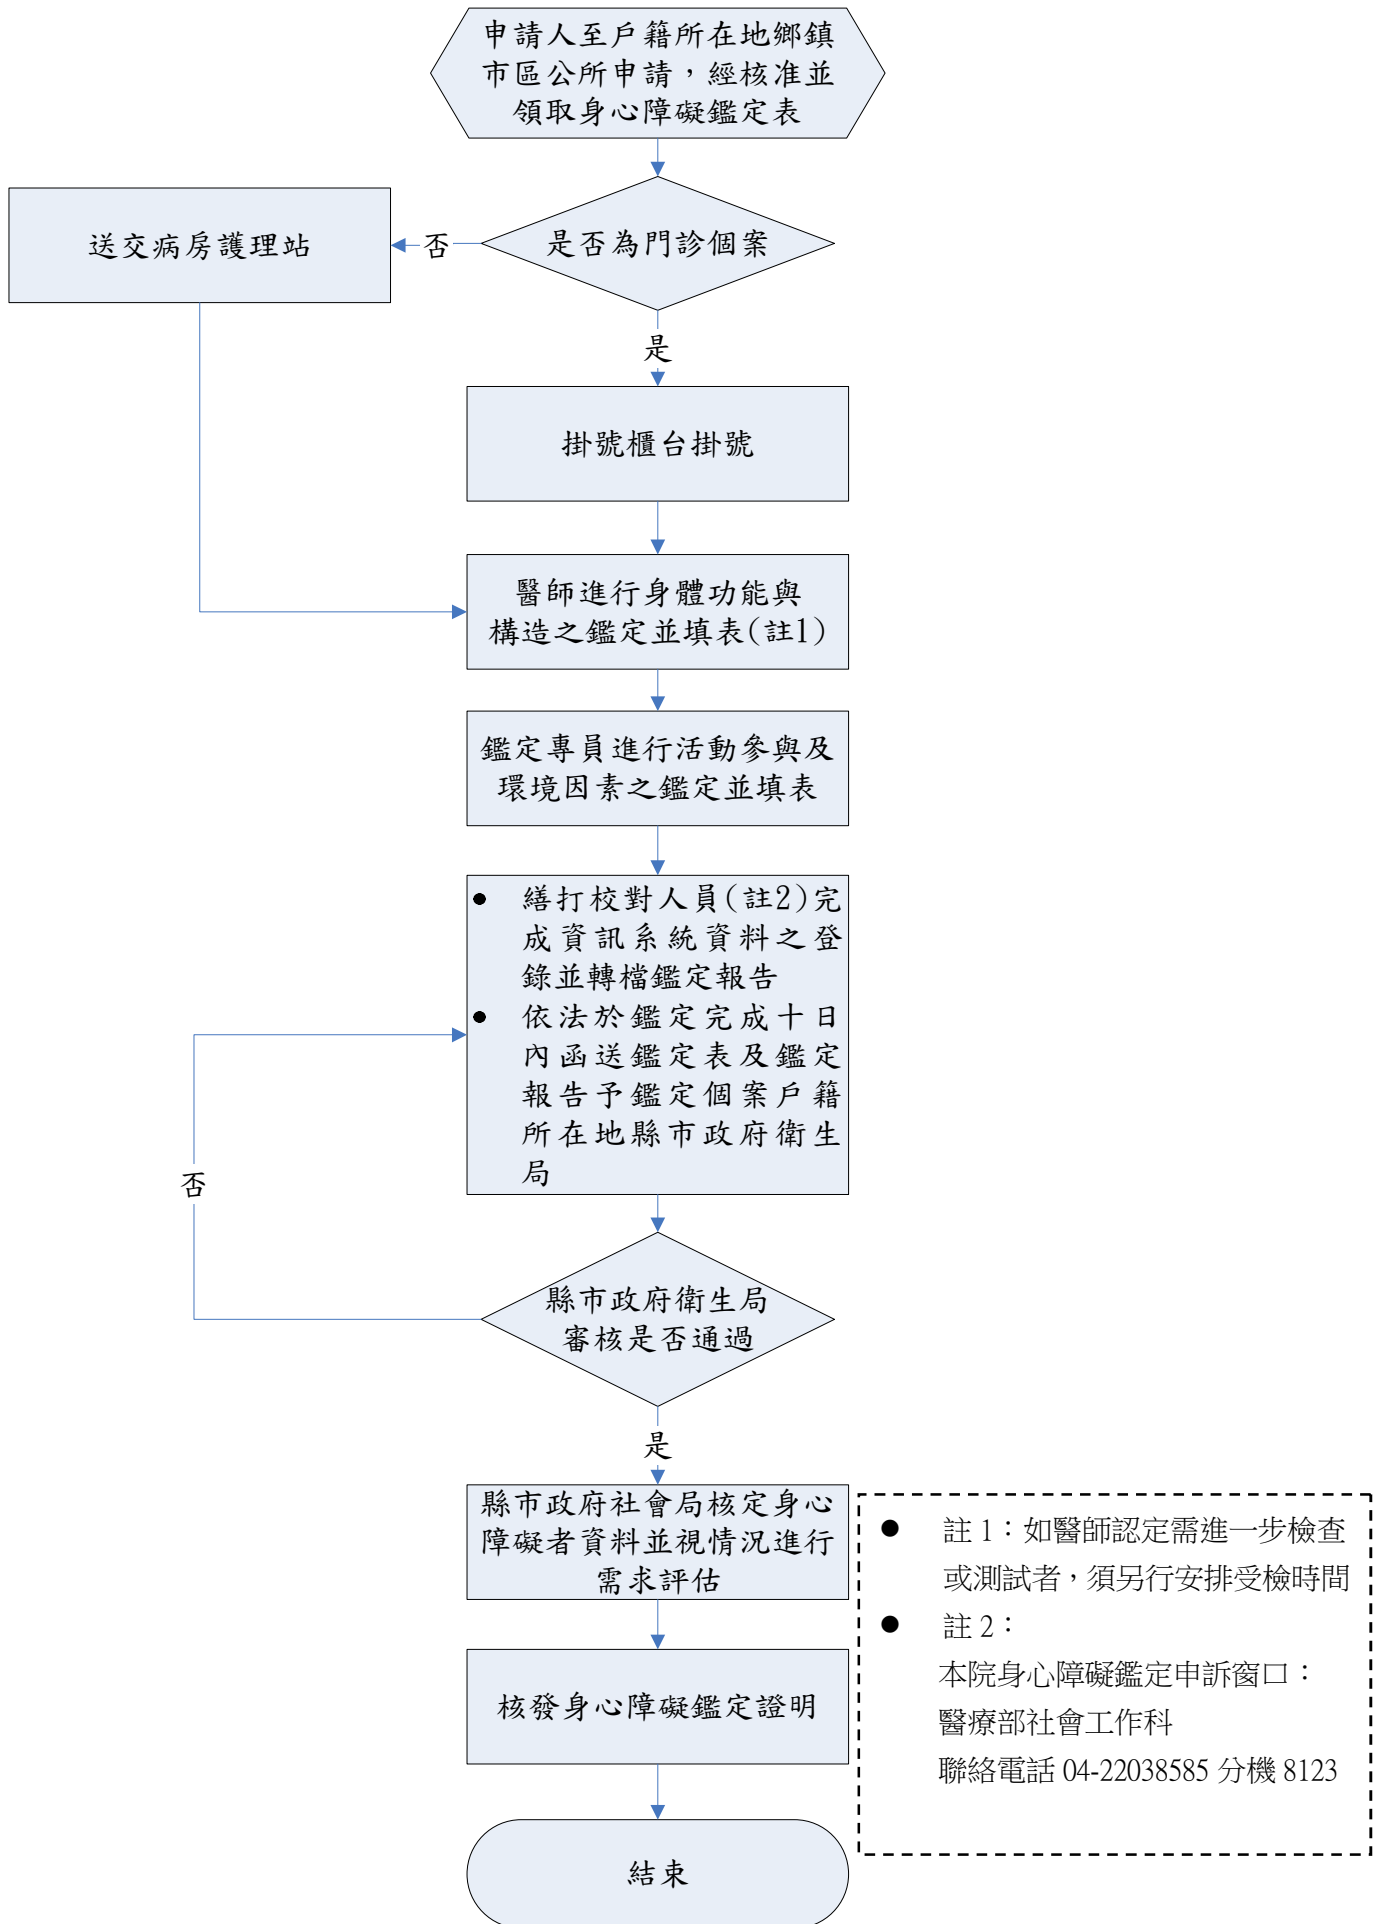 申請人至戶籍所在地鄉鎮
市區公所申請，經核准並
領取身心障礙鑑定表
送交病房護理站
否
是否為門診個案
是
掛號櫃台掛號
醫師進行身體功能與
構造之鑑定並填表(註1)
鑑定專員進行活動參與及
環境因素之鑑定並填表
● 繕打校對人員(註2)完
成資訊系統資料之登
錄並轉檔鑑定報告
● 依法於鑑定完成十日
內函送鑑定表及鑑定
報告予鑑定個案戶籍
所在地縣市政府衛生
局
否
縣市政府衛生局
審核是否通過
是
縣市政府社會局核定身心
障礙者資料並視情況進行
需求評估
核發身心障礙鑑定證明
結束
● 註 1：如醫師認定需進一步檢查
或測試者，須另行安排受檢時間
● 註 2：
本院身心障礙鑑定申訴窗口：
醫療部社會工作科
聯絡電話 04-22038585 分機 8123